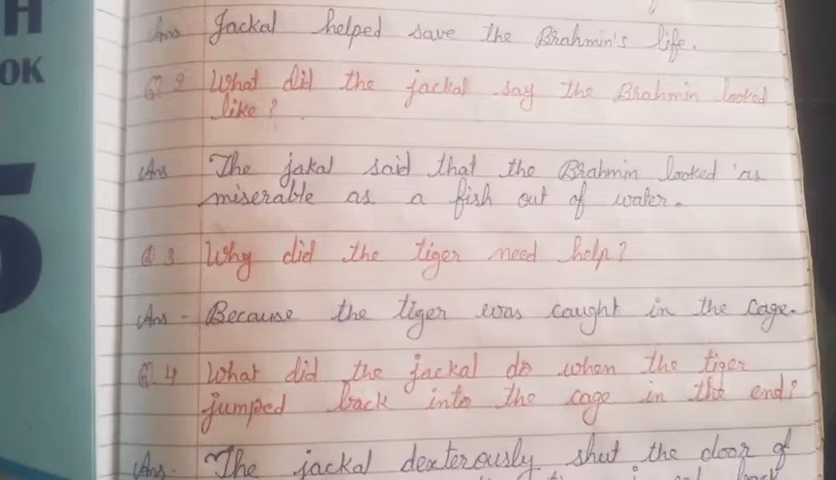 H
OK
5
Ans Jackal helped save the Brahmin's life.
Q 2 What did the jackal say the Brahmin looked
like?
Ans The jakal said that the Brahmin looked 'as
miserable as a fish out of water.
Q 3 Why did the tiger need help?
Ans - Because the tiger was caught in the cage.
Q.4 What did the jackal do when the tiger
jumped back into the cage in the end?
Ans. The jackal dexterously shut the door of